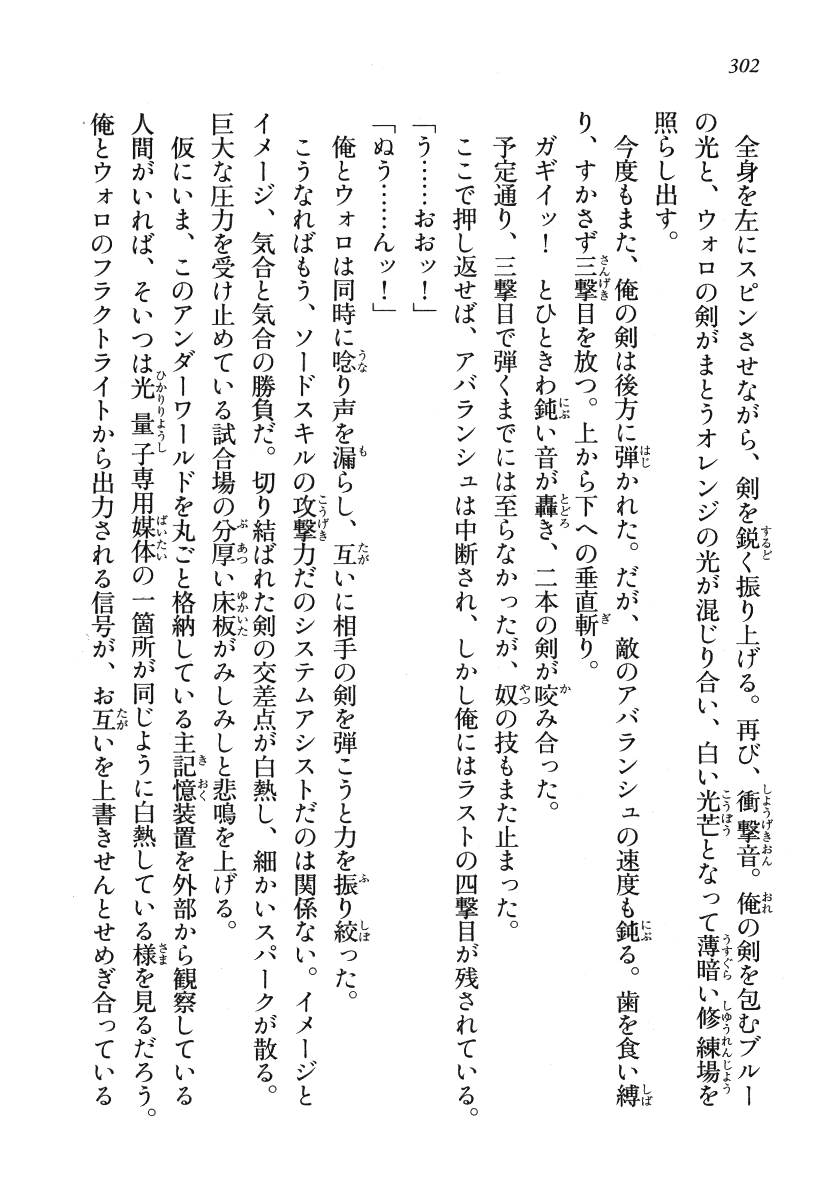 302
全身を左にスピンさせながら、剣を鋭く振り上げる。再び、衝撃音。俺の剣を包むブルー
の光と、ウォロの剣がまとうオレンジの光が混じり合い、白い光芒となって薄暗い修練場を
照らし出す。
今度もまた、俺の剣は後方に弾かれた。だが、敵のアバランシュの速度も鈍る。歯を食い縛
り、すかさず三撃目を放つ。上から下への垂直斬り。
ガギイッ！　とひときわ鈍い音が轟き、二本の剣が咬み合った。
予定通り、三撃目で弾くまでには至らなかったが、奴の技もまた止まった。
ここで押し返せば、アバランシュは中断され、しかし俺にはラストの四撃目が残されている。
「う……おおッ！」
「ぬう……んッ！」
俺とウォロは同時に唸り声を漏らし、互いに相手の剣を弾こうと力を振り絞った。
こうなればもう、ソードスキルの攻撃力だのシステムアシストだのは関係ない。イメージと
イメージ、気合と気合の勝負だ。切り結ばれた剣の交差点が白熱し、細かいスパークが散る。
巨大な圧力を受け止めている試合場の分厚い床板がみしみしと悲鳴を上げる。
仮にいま、このアンダーワールドを丸ごと格納している主記憶装置を外部から観察している
人間がいれば、そいつは光量子専用媒体の一箇所が同じように白熱している様を見るだろう。
俺とウォロのフラクトライトから出力される信号が、お互いを上書きせんとせめぎ合っている